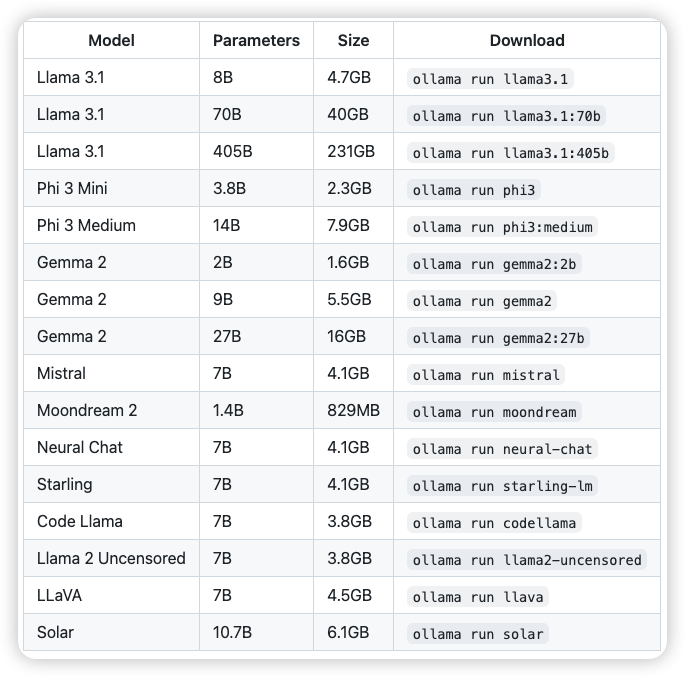 Model Parameters Size Download
Llama 3.1 8B 4.7GB ollama run llama3.1
Llama 3.1 70B 40GB ollama run llama3.1:70b
Llama 3.1 405B 231GB ollama run llama3.1:405b
Phi 3 Mini 3.8B 2.3GB ollama run phi3
Phi 3 Medium 14B 7.9GB ollama run phi3:medium
Gemma 2 2B 1.6GB ollama run gemma2:2b
Gemma 2 9B 5.5GB ollama run gemma2
Gemma 2 27B 16GB ollama run gemma2:27b
Mistral 7B 4.1GB ollama run mistral
Moondream 2 1.4B 829MB ollama run moondream
Neural Chat 7B 4.1GB ollama run neural-chat
Starling 7B 4.1GB ollama run starling-lm
Code Llama 7B 3.8GB ollama run codellama
Llama 2 Uncensored 7B 3.8GB ollama run llama2-uncensored
LLaVA 7B 4.5GB ollama run llava
Solar 10.7B 6.1GB ollama run solar